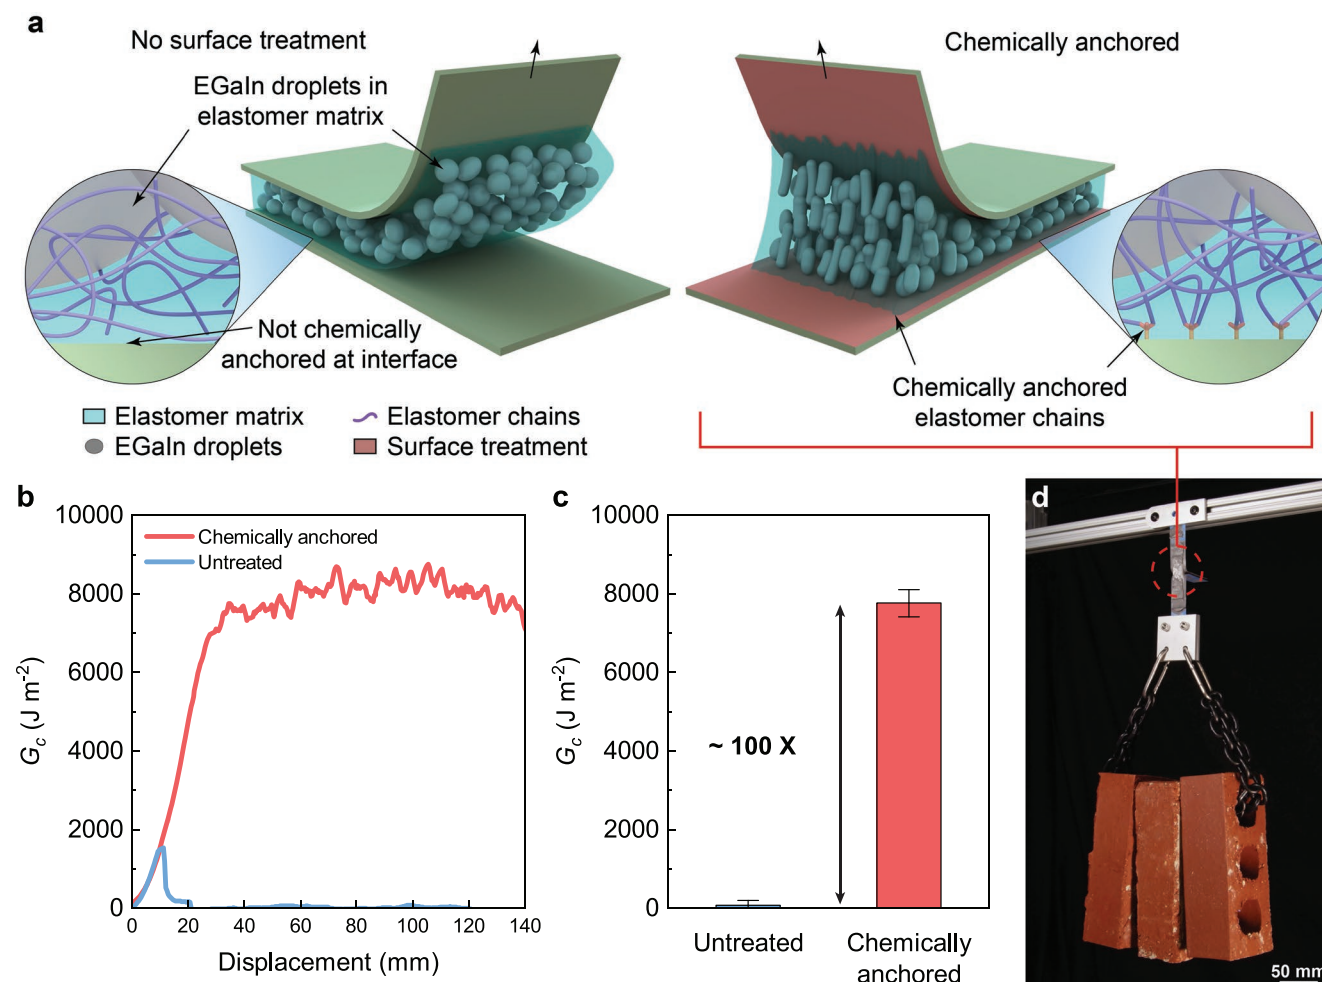 a
No surface treatment
Chemically anchored
EGaIn droplets in
elastomer matrix
Not chemically
anchored at interface
Chemically anchored
elastomer chains
Elastomer matrix
Elastomer chains
EGaIn droplets
Surface treatment
b
10000
8000
6000
4000
2000
0
Gc (J m-2)
Chemically anchored
Untreated
0 20 40 60 80 100 120 140
Displacement (mm)
c
10000
8000
6000
4000
2000
0
Gc (J m-2)
~ 100 X
Untreated
Chemically
anchored
d
50 mm